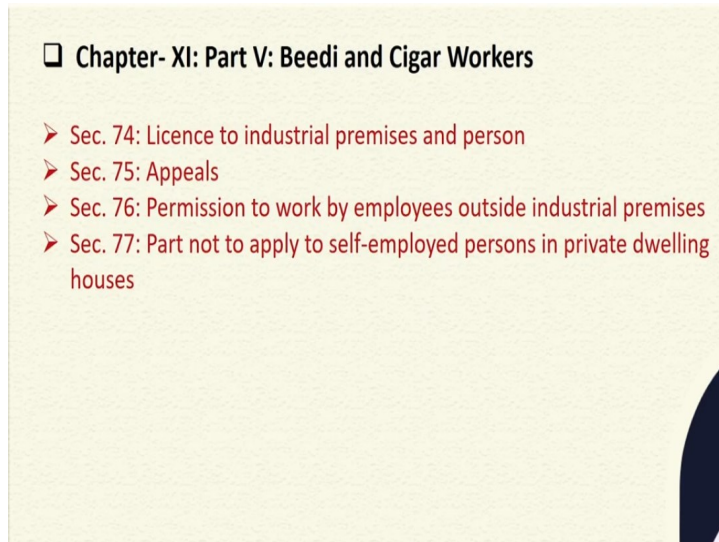 Chapter- XI: Part V: Beedi and Cigar Workers
Sec. 74: Licence to industrial premises and person
Sec. 75: Appeals
Sec. 76: Permission to work by employees outside industrial premises
Sec. 77: Part not to apply to self-employed persons in private dwelling
houses